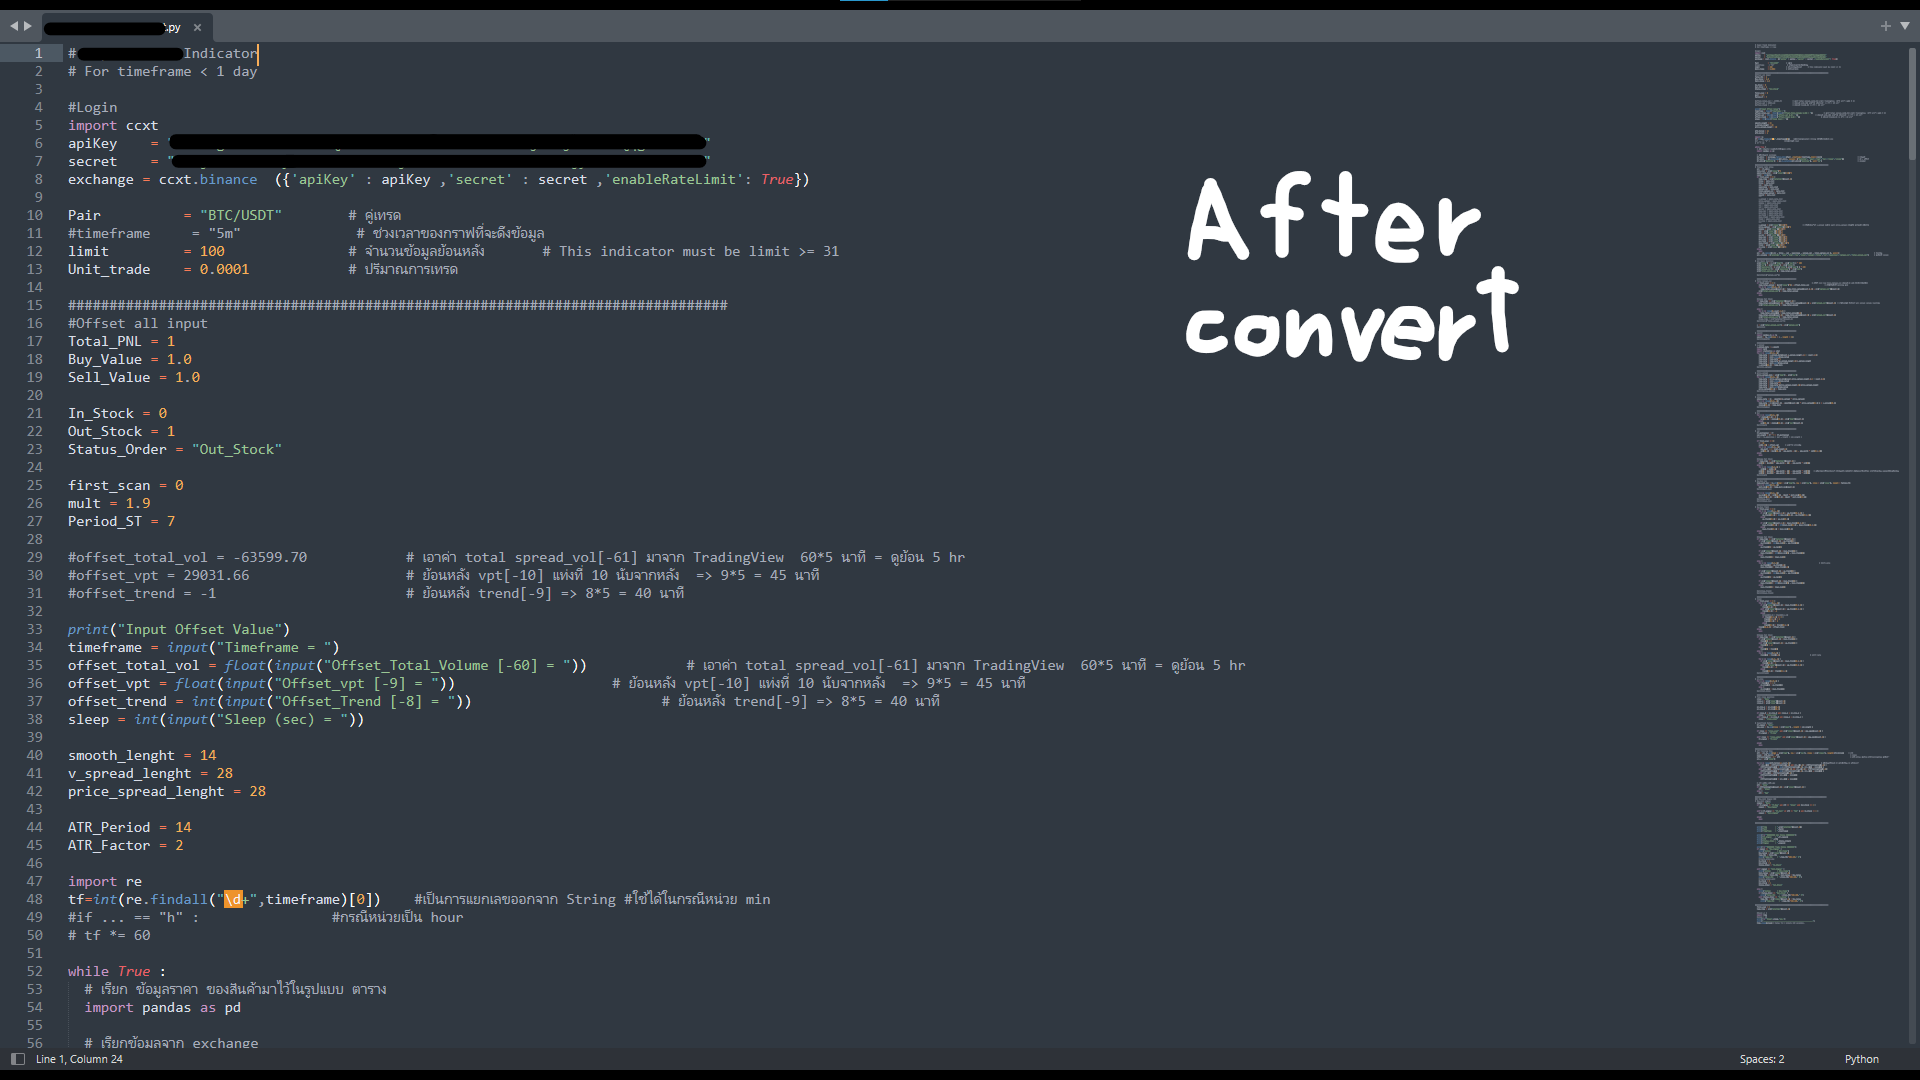 .py ×
1 # Indicator
2 # For timeframe < 1 day
3
4 #Login
5 import ccxt
6 apiKey    = "                    "
7 secret    = "                    "
8 exchange = ccxt.binance  ({'apiKey' : apiKey ,'secret' : secret ,'enableRateLimit': True})
9
10 Pair          = "BTC/USDT"        # คู่เทรด
11 #timeframe     = "5m"              # ช่วงเวลาของกราฟที่จะดึงข้อมูล
12 limit         = 100               # จำนวนข้อมูลย้อนหลัง       # This indicator must be limit >= 31
13 Unit_trade    = 0.0001            # ปริมาณการเทรด
14
15 ################################################################################
16 #Offset all input
17 Total_PNL = 1
18 Buy_Value = 1.0
19 Sell_Value = 1.0
20
21 In_Stock = 0
22 Out_Stock = 1
23 Status_Order = "Out_Stock"
24
25 first_scan = 0
26 mult = 1.9
27 Period_ST = 7
28
29 #offset_total_vol = -63599.70            # เอาค่า total spread_vol[-61] มาจาก TradingView  60*5 นาที = ดูย้อน 5 hr
30 #offset_vpt = 29031.66                   # ย้อนหลัง vpt[-10] แท่งที่ 10 นับจากหลัง  => 9*5 = 45 นาที
31 #offset_trend = -1                       # ย้อนหลัง trend[-9] => 8*5 = 40 นาที
32
33 print("Input Offset Value")
34 timeframe = input("Timeframe = ")
35 offset_total_vol = float(input("Offset_Total_Volume [-60] = "))            # เอาค่า total spread_vol[-61] มาจาก TradingView  60*5 นาที = ดูย้อน 5 hr
36 offset_vpt = float(input("Offset_vpt [-9] = "))                   # ย้อนหลัง vpt[-10] แท่งที่ 10 นับจากหลัง  => 9*5 = 45 นาที
37 offset_trend = int(input("Offset_Trend [-8] = "))                       # ย้อนหลัง trend[-9] => 8*5 = 40 นาที
38 sleep = int(input("Sleep (sec) = "))
39
40 smooth_lenght = 14
41 v_spread_lenght = 28
42 price_spread_lenght = 28
43
44 ATR_Period = 14
45 ATR_Factor = 2
46
47 import re
48 tf=int(re.findall("\d+",timeframe)[0])    #เป็นการแยกเลขออกจาก String #ใช้ได้ในกรณีหน่วย min
49 #if ... == "h" :                #กรณีหน่วยเป็น hour
50 # tf *= 60
51
52 while True :
53   # เรียก ข้อมูลราคา ของสินค้ามาไว้ในรูปแบบ ตาราง
54   import pandas as pd
55
56   # เรียกข้อมูลจาก exchange
After
convert
Line 1, Column 24
Spaces: 2
Python